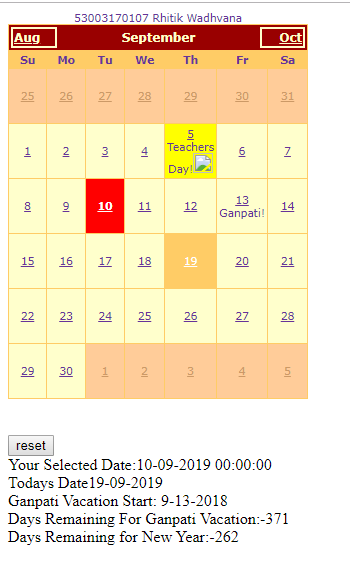 53003170107 Rhitik Wadhvana
Aug September Oct
Su Mo Tu We Th Fr Sa
25 26 27 28 29 30 31
1 2 3 4 5 6 7
Teachers
Day!
8 9 10 11 12 13 14
Ganpati!
15 16 17 18 19 20 21
22 23 24 25 26 27 28
29 30 1 2 3 4 5
reset
Your Selected Date:10-09-2019 00:00:00
Todays Date19-09-2019
Ganpati Vacation Start: 9-13-2018
Days Remaining For Ganpati Vacation:-371
Days Remaining for New Year:-262